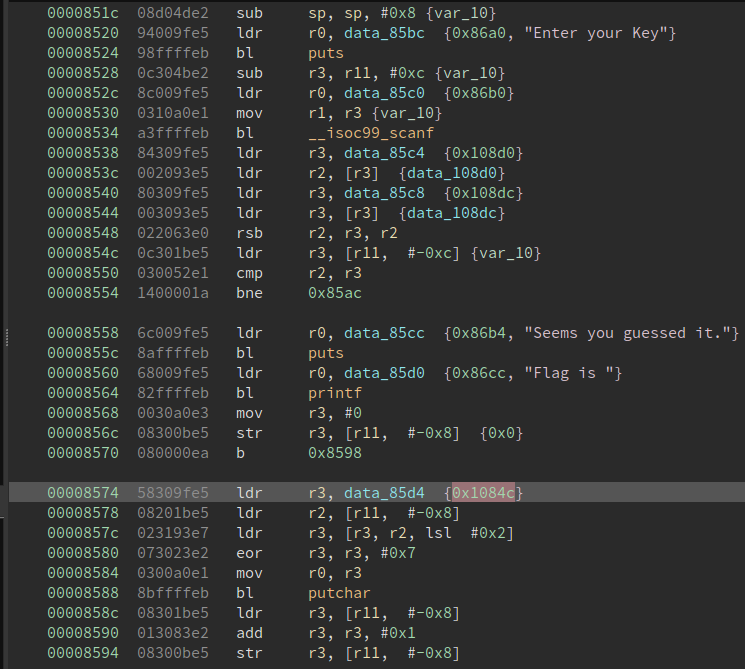 0000851c 08d04de2 sub sp, sp, #0x8 {var_10}
00008520 94009fe5 ldr r0, data_85bc {0x86a0, "Enter your Key"}
00008524 98ffffeb bl puts
00008528 0c304be2 sub r3, r11, #0xc {var_10}
0000852c 8c009fe5 ldr r0, data_85c0 {0x86b0}
00008530 0310a0e1 mov r1, r3 {var_10}
00008534 a3ffffeb bl __isoc99_scanf
00008538 84309fe5 ldr r3, data_85c4 {0x108d0}
0000853c 002093e5 ldr r2, [r3] {data_108d0}
00008540 80309fe5 ldr r3, data_85c8 {0x108dc}
00008544 003093e5 ldr r3, [r3] {data_108dc}
00008548 022063e0 rsb r2, r3, r2
0000854c 0c301be5 ldr r3, [r11, #-0xc] {var_10}
00008550 030052e1 cmp r2, r3
00008554 1400001a bne 0x85ac
00008558 6c009fe5 ldr r0, data_85cc {0x86b4, "Seems you guessed it."}
0000855c 8affffeb bl puts
00008560 68009fe5 ldr r0, data_85d0 {0x86cc, "Flag is "}
00008564 82ffffeb bl printf
00008568 0030a0e3 mov r3, #0
0000856c 08300be5 str r3, [r11, #-0x8] {0x0}
00008570 080000ea b 0x8598
00008574 58309fe5 ldr r3, data_85d4 {0x1084c}
00008578 08201be5 ldr r2, [r11, #-0x8]
0000857c 023193e7 ldr r3, [r3, r2, lsl #0x2]
00008580 073023e2 eor r3, r3, #0x7
00008584 0300a0e1 mov r0, r3
00008588 8bffffeb bl putchar
0000858c 08301be5 ldr r3, [r11, #-0x8]
00008590 013083e2 add r3, r3, #0x1
00008594 08300be5 str r3, [r11, #-0x8]